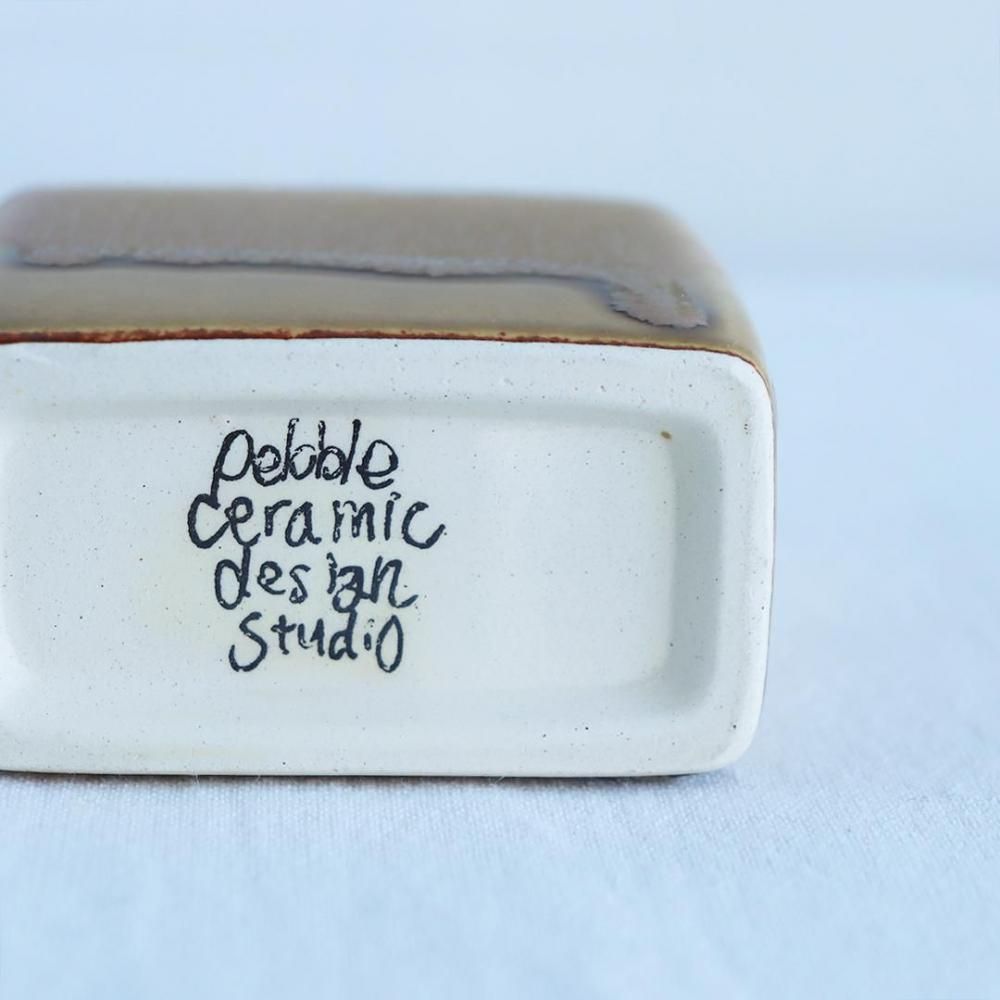 pebble
ceramic
design
studio